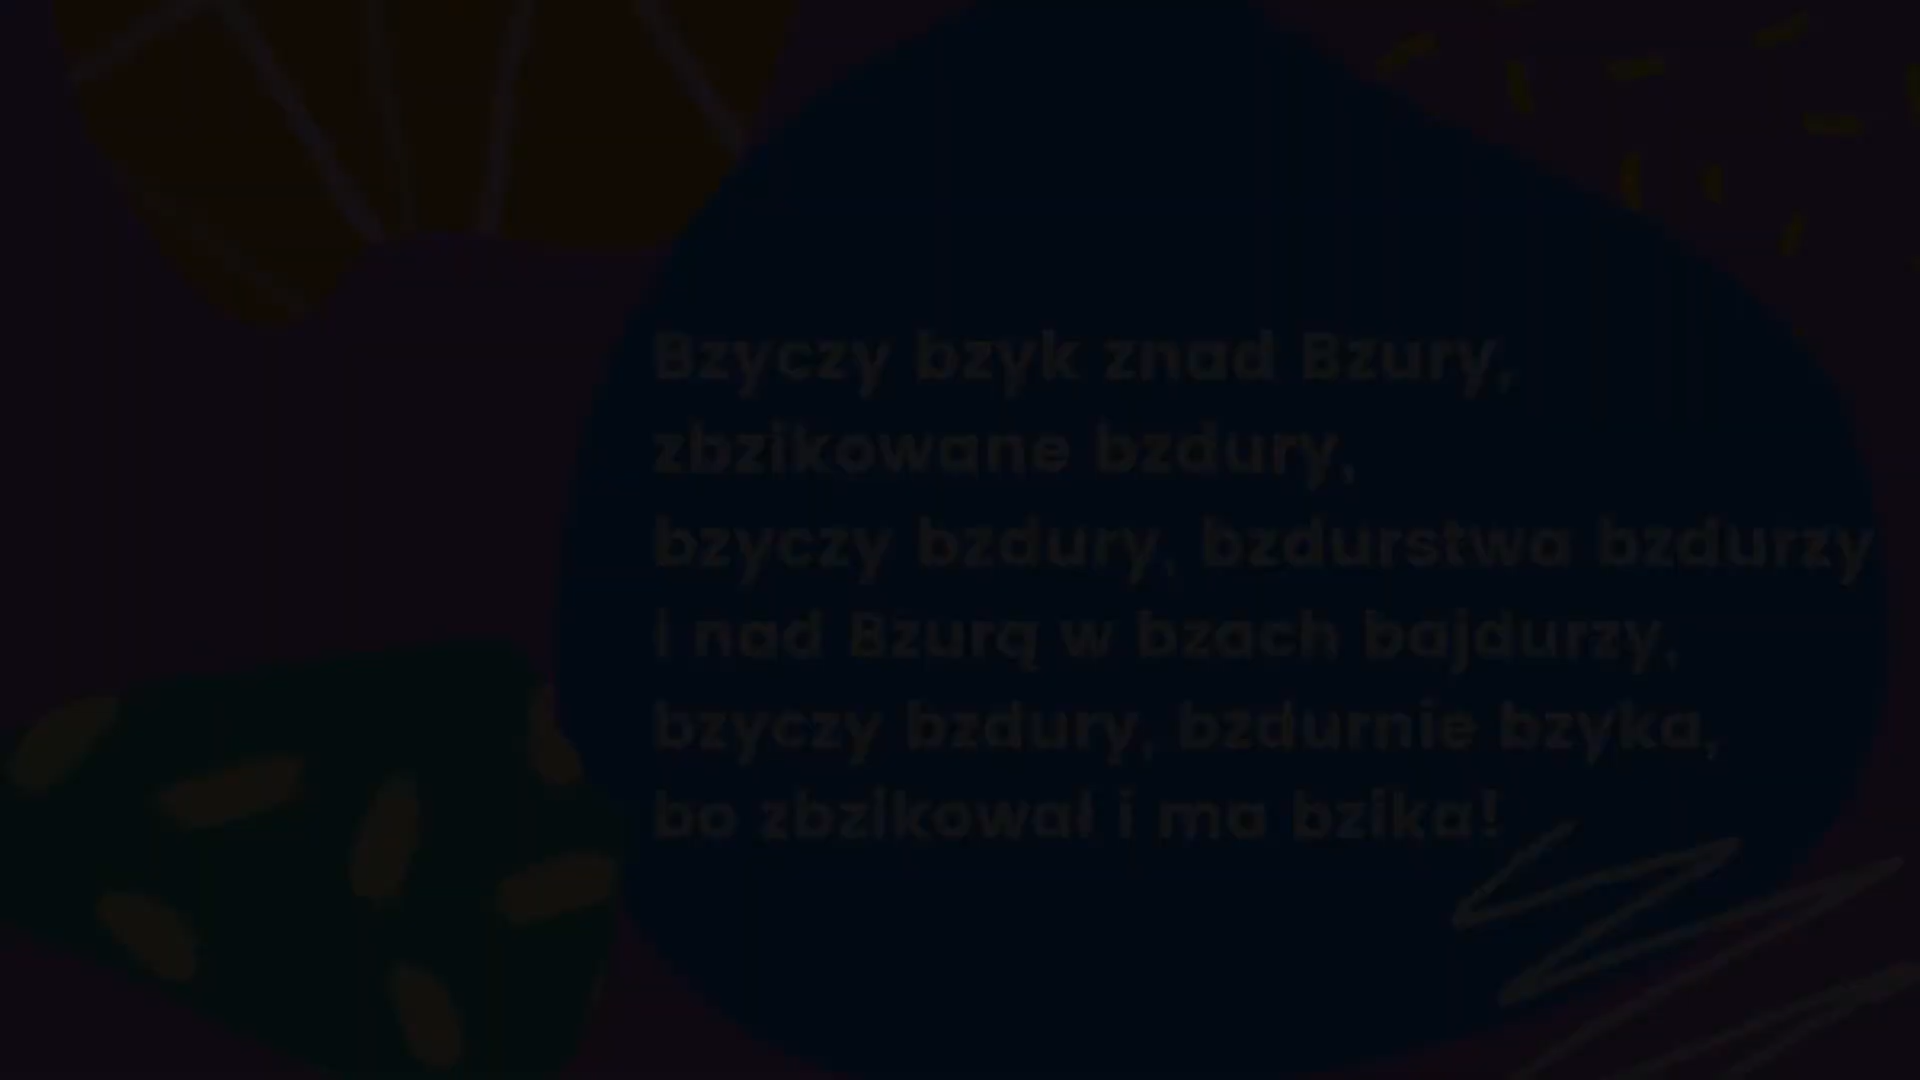 Bzyczy bzyk znad Bzury,
zbzikowane bzdury,
bzyczy bzdury, bzdurstwa bzdurzy
i nad Bzurą w bzach bajdurzy,
bzyczy bzdury, bzdurnie bzyka,
bo zbzikował i ma bzika!